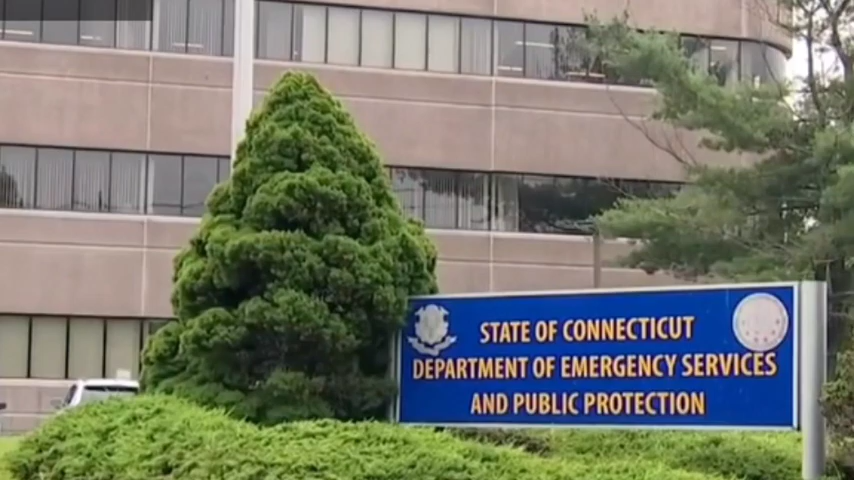 STATE OF CONNECTICUT
DEPARTMENT OF EMERGENCY SERVICES
AND PUBLIC PROTECTION